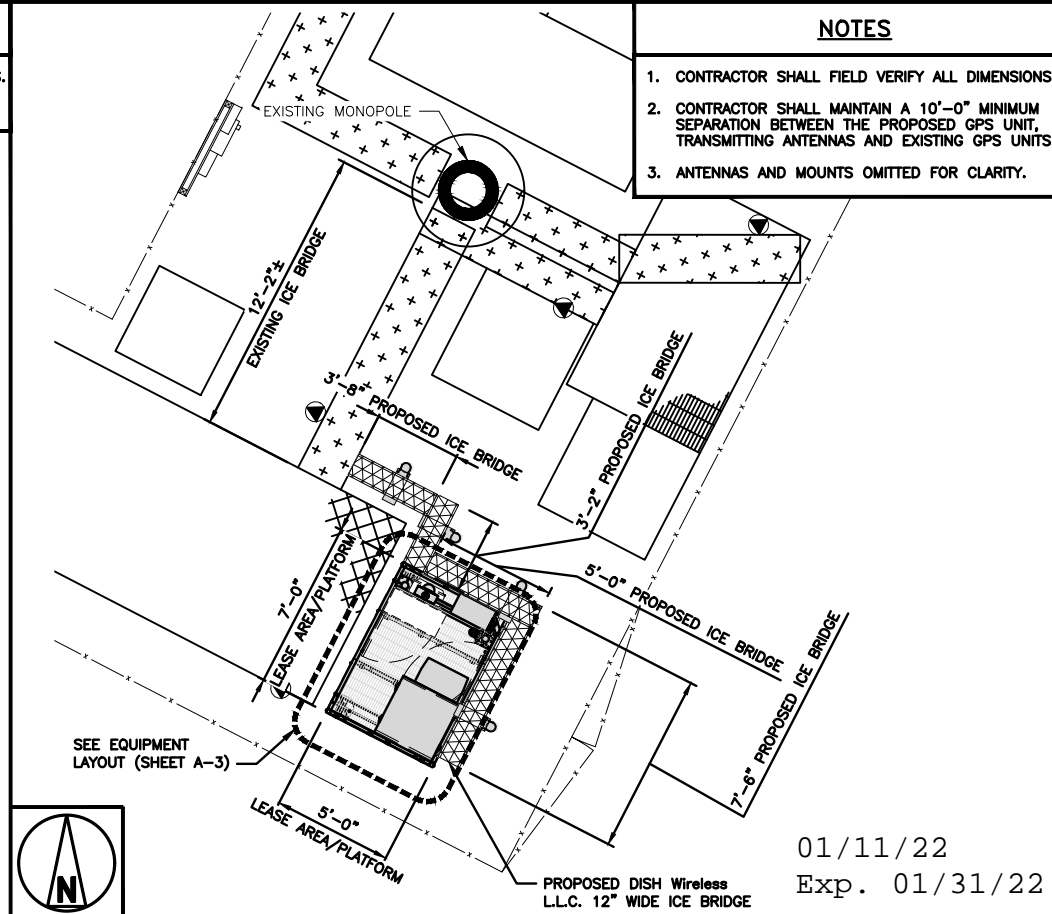 NOTES
1. CONTRACTOR SHALL FIELD VERIFY ALL DIMENSIONS
2. CONTRACTOR SHALL MAINTAIN A 10'-0" MINIMUM
SEPARATION BETWEEN THE PROPOSED GPS UNIT,
TRANSMITTING ANTENNAS AND EXISTING GPS UNITS
3. ANTENNAS AND MOUNTS OMITTED FOR CLARITY.
EXISTING MONOPOLE
12'-2"±
EXISTING ICE BRIDGE
3'-8" PROPOSED ICE BRIDGE
3'-2" PROPOSED ICE BRIDGE
5'-0" PROPOSED ICE BRIDGE
7'-6" PROPOSED ICE BRIDGE
7'-0"
LEASE AREA/PLATFORM
SEE EQUIPMENT
LAYOUT (SHEET A-3)
5'-0"
LEASE AREA/PLATFORM
PROPOSED DISH Wireless
L.L.C. 12" WIDE ICE BRIDGE
N
01/11/22
Exp. 01/31/22